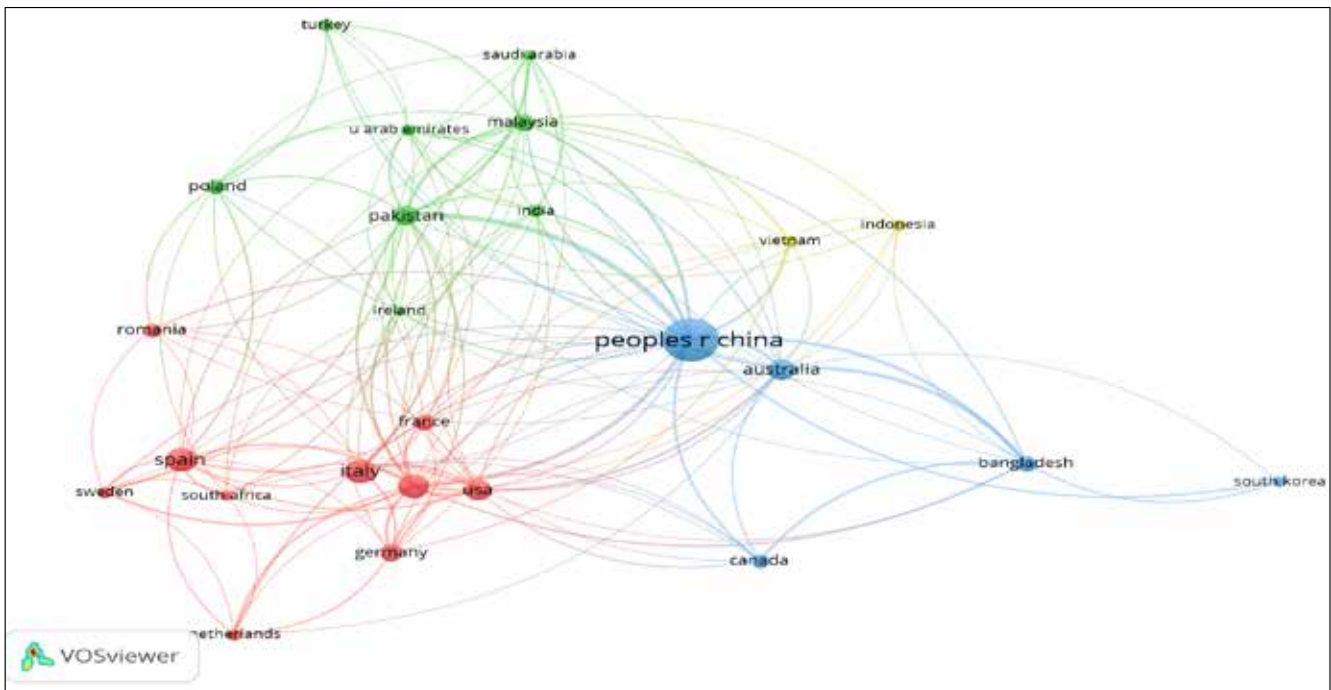 turkey
saudi arabia
malaysia
u arab emirates
poland
pakistan
india
indonesia
vietnam
ireland
romania
peoples r china
australia
france
spain
italy
bangladesh
sweden
south africa
usa
south korea
germany
canada
netherlands
VOSviewer